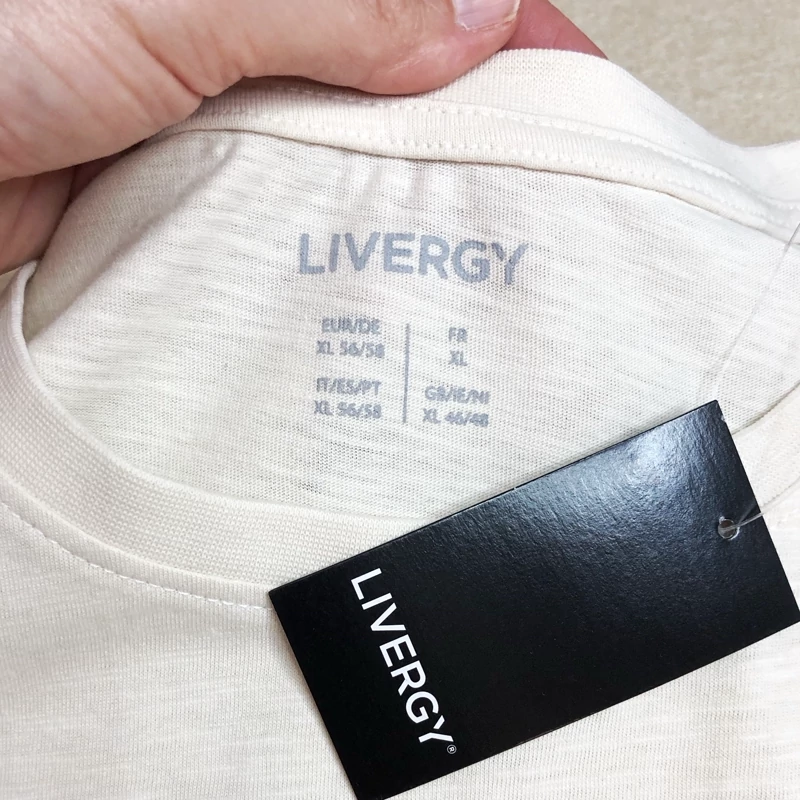 LIVERGY
EUR/DE
XL 56/58
FR
XL
IT/ES/PT
XL 56/58
GB/IE/NI
XL 46/48
LIVERGY®